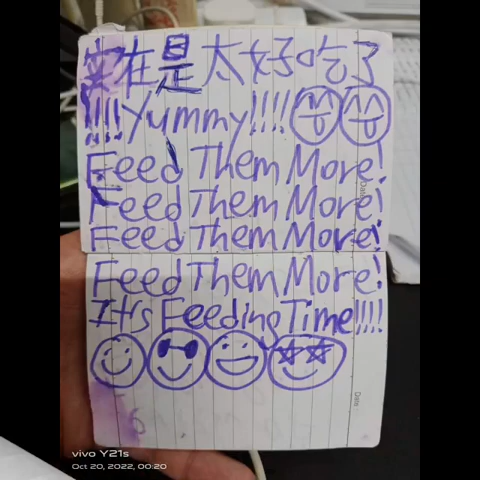 实在是太好吃了
!!!!Yummy!!!!
Feed Them More!
Feed Them More!
Feed Them More!
Feed Them More!
It's Feeding Time!!!!
Date
vivo Y21s
Oct 20, 2022, 00:20